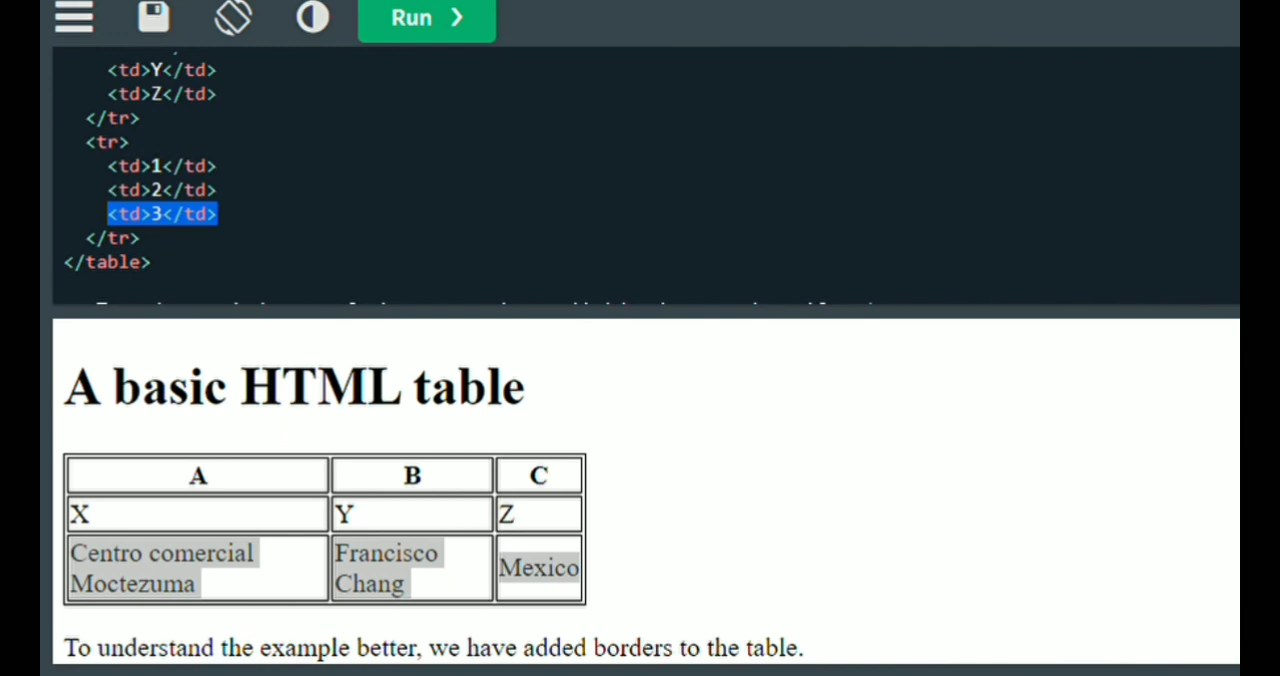 Run ❯
<td>Y</td>
<td>Z</td>
</tr>
<tr>
<td>1</td>
<td>2</td>
<td>3</td>
</tr>
</table>
A basic HTML table
A B C
X Y Z
Centro comercial Moctezuma Francisco Chang Mexico
To understand the example better, we have added borders to the table.